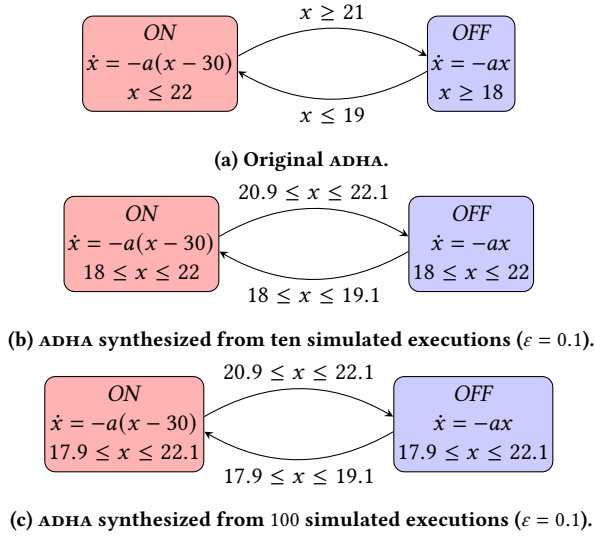 x ≥ 21
ON
ẋ = −a(x − 30)
x ≤ 22
OFF
ẋ = −ax
x ≥ 18
x ≤ 19
(a) Original ADHA.
20.9 ≤ x ≤ 22.1
ON
ẋ = −a(x − 30)
18 ≤ x ≤ 22
OFF
ẋ = −ax
18 ≤ x ≤ 22
18 ≤ x ≤ 19.1
(b) ADHA synthesized from ten simulated executions (ε = 0.1).
20.9 ≤ x ≤ 22.1
ON
ẋ = −a(x − 30)
17.9 ≤ x ≤ 22.1
OFF
ẋ = −ax
17.9 ≤ x ≤ 22.1
17.9 ≤ x ≤ 19.1
(c) ADHA synthesized from 100 simulated executions (ε = 0.1).